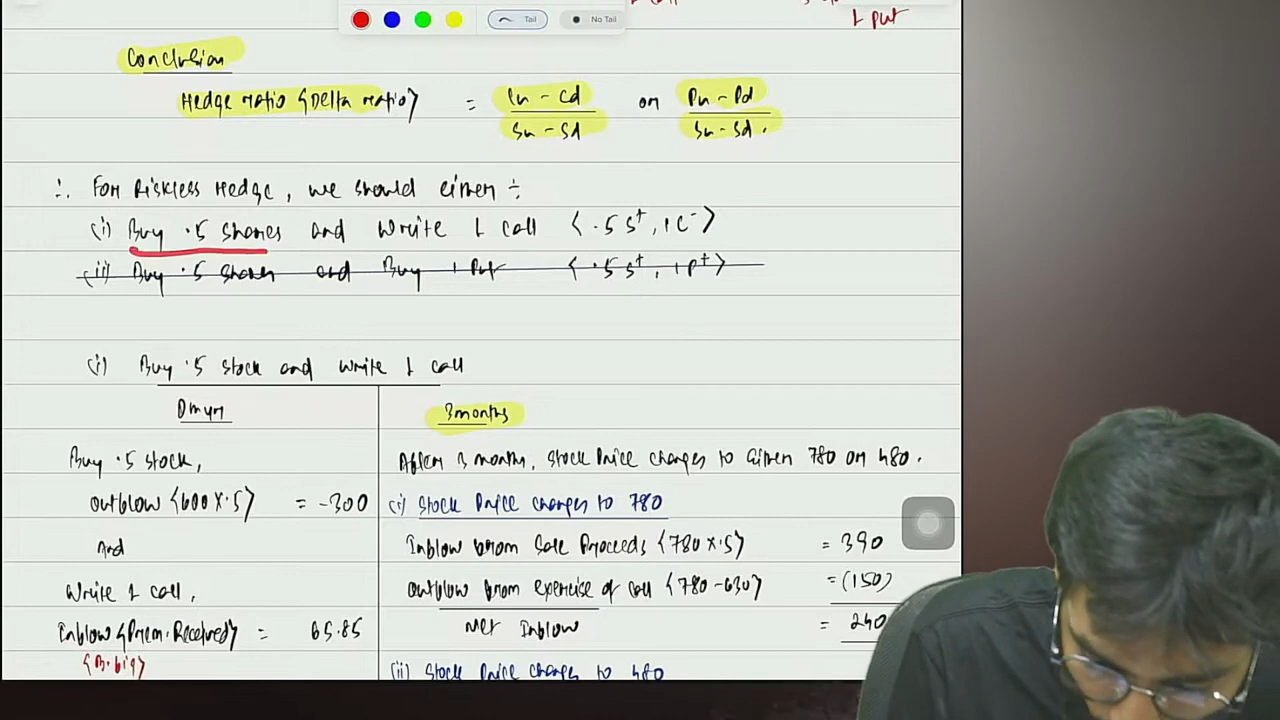 Tail
No Tail
1 put
Conclusion
Hedge ratio {Delta ratio} = Cu - Cd / Su - Sd or Pu - Pd / Su - Sd.
∴ For Riskless Hedge, we should either ÷
(i) Buy .5 shares and Write 1 call < .5 S⁺, 1C⁻ >
(ii) Buy .5 shares and Buy 1 Put < .5 S⁺, 1P⁺ >
(i) Buy .5 stock and write 1 call
3months
Buy .5 stock,
outflow {600 x .5} = -300
And
Write 1 call,
Inflow {Prem. Received} = 65.85
After 3 months, Stock Price changes to Either 780 or 480.
(i) Stock Price changes to 780
Inflow from Sale Proceeds {780 x .5} = 390
Outflow from exercise of call {780 - 630} = (150)
Net Inflow = 240
(ii) Stock Price changes to 480